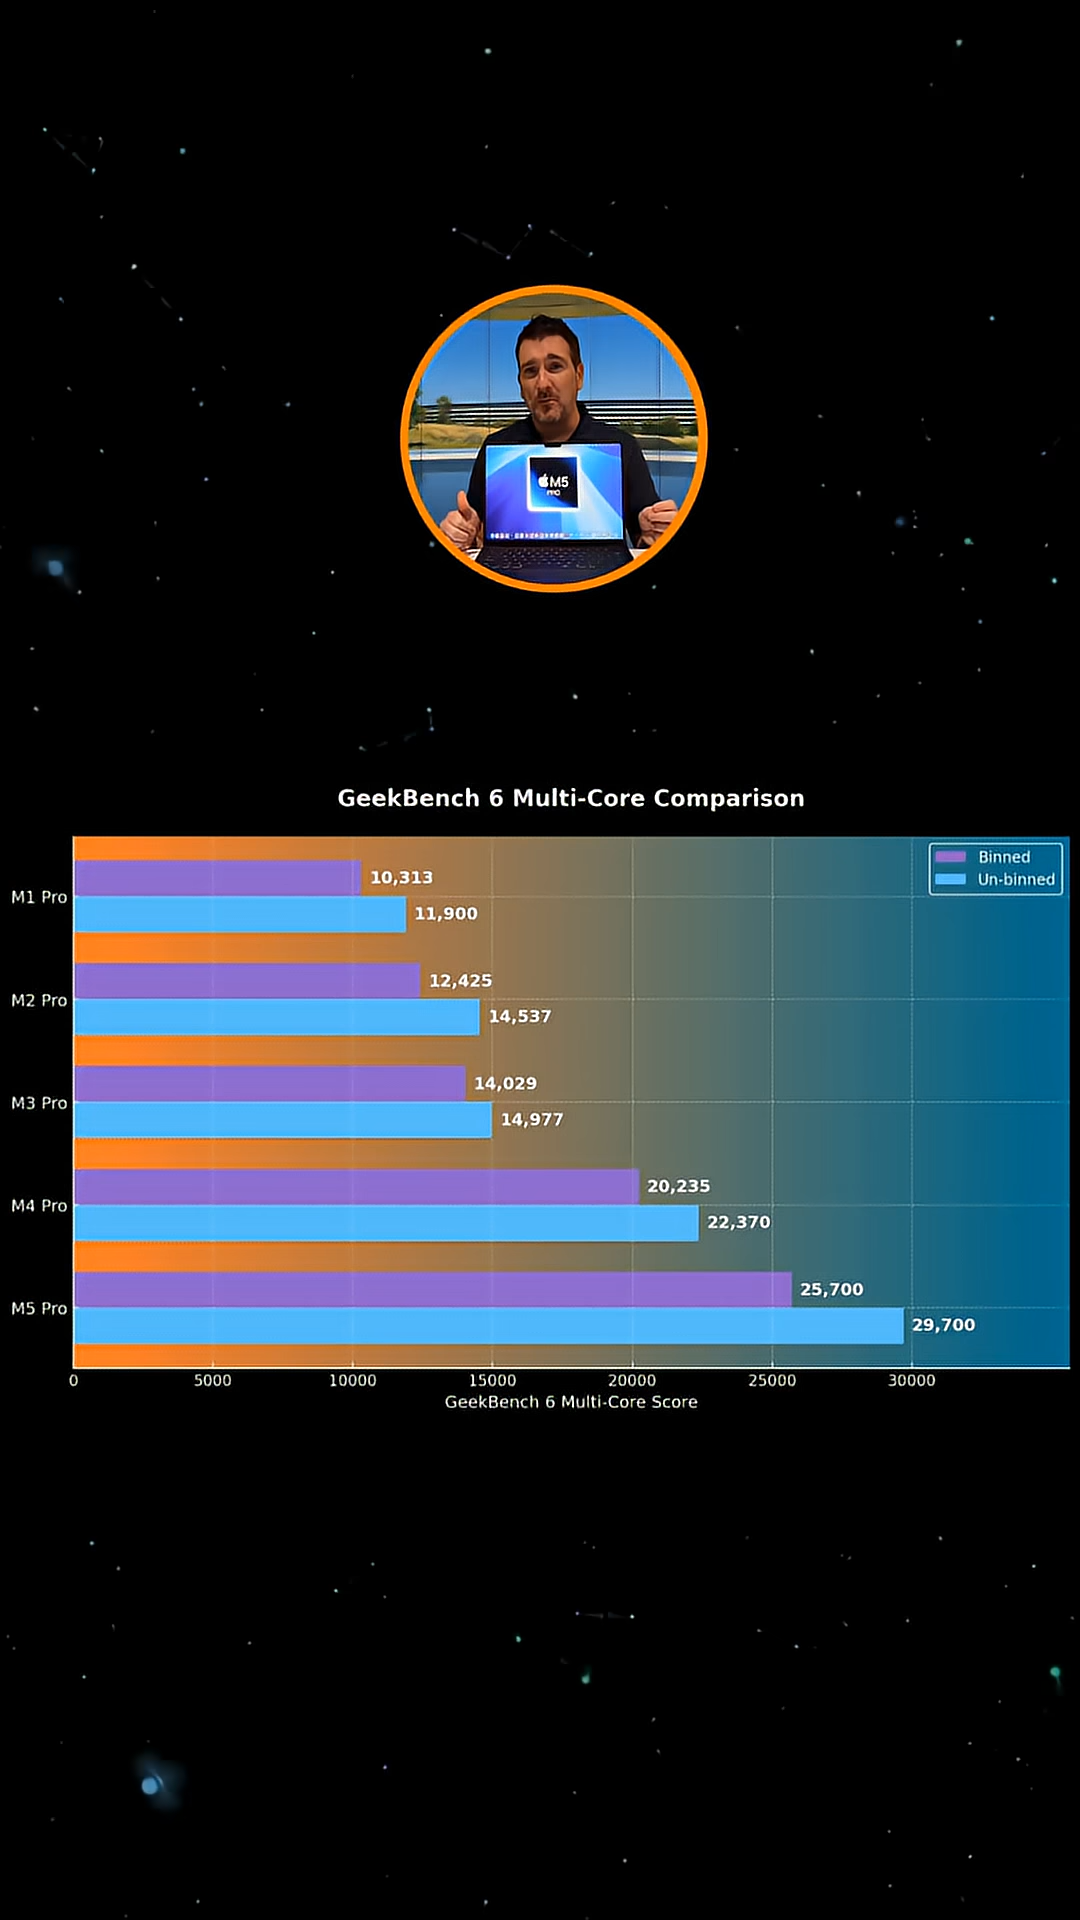 M5
PRO
GeekBench 6 Multi-Core Comparison
Binned
Un-binned
M1 Pro
10,313
11,900
M2 Pro
12,425
14,537
M3 Pro
14,029
14,977
M4 Pro
20,235
22,370
M5 Pro
25,700
29,700
0 5000 10000 15000 20000 25000 30000
GeekBench 6 Multi-Core Score